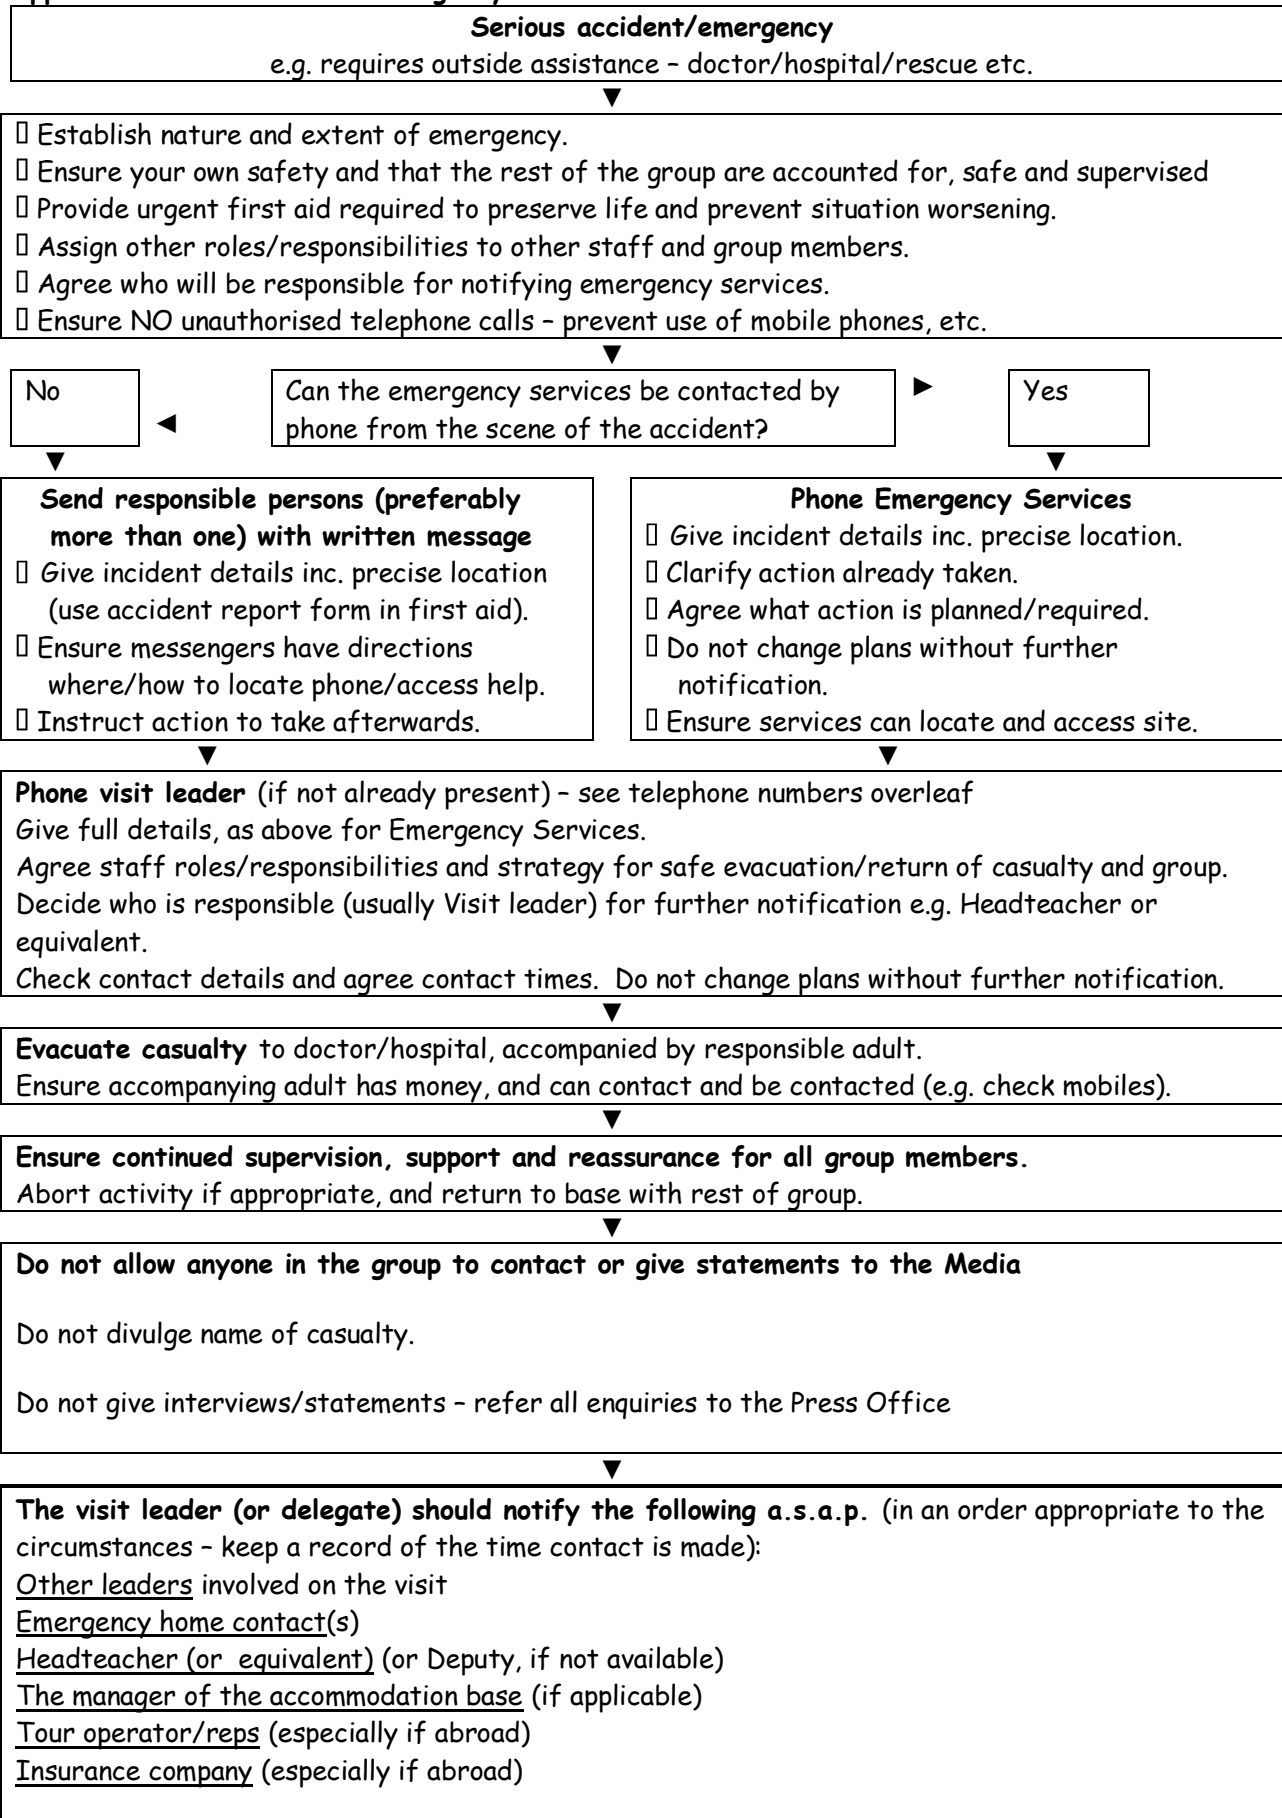 Serious accident/emergency
e.g. requires outside assistance – doctor/hospital/rescue etc.
▼
▯ Establish nature and extent of emergency.
▯ Ensure your own safety and that the rest of the group are accounted for, safe and supervised
▯ Provide urgent first aid required to preserve life and prevent situation worsening.
▯ Assign other roles/responsibilities to other staff and group members.
▯ Agree who will be responsible for notifying emergency services.
▯ Ensure NO unauthorised telephone calls – prevent use of mobile phones, etc.
▼
No
◄
Can the emergency services be contacted by
phone from the scene of the accident?
►
Yes
▼
▼
Send responsible persons (preferably
more than one) with written message
▯ Give incident details inc. precise location
(use accident report form in first aid).
▯ Ensure messengers have directions
where/how to locate phone/access help.
▯ Instruct action to take afterwards.
Phone Emergency Services
▯ Give incident details inc. precise location.
▯ Clarify action already taken.
▯ Agree what action is planned/required.
▯ Do not change plans without further
notification.
▯ Ensure services can locate and access site.
▼
▼
Phone visit leader (if not already present) – see telephone numbers overleaf
Give full details, as above for Emergency Services.
Agree staff roles/responsibilities and strategy for safe evacuation/return of casualty and group.
Decide who is responsible (usually Visit leader) for further notification e.g. Headteacher or
equivalent.
Check contact details and agree contact times. Do not change plans without further notification.
▼
Evacuate casualty to doctor/hospital, accompanied by responsible adult.
Ensure accompanying adult has money, and can contact and be contacted (e.g. check mobiles).
▼
Ensure continued supervision, support and reassurance for all group members.
Abort activity if appropriate, and return to base with rest of group.
▼
Do not allow anyone in the group to contact or give statements to the Media
Do not divulge name of casualty.
Do not give interviews/statements – refer all enquiries to the Press Office
▼
The visit leader (or delegate) should notify the following a.s.a.p. (in an order appropriate to the
circumstances – keep a record of the time contact is made):
Other leaders involved on the visit
Emergency home contact(s)
Headteacher (or equivalent) (or Deputy, if not available)
The manager of the accommodation base (if applicable)
Tour operator/reps (especially if abroad)
Insurance company (especially if abroad)